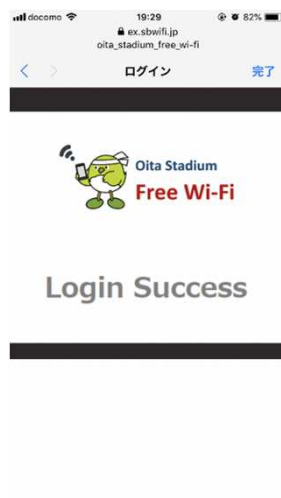 docomo 19:29 82%
ex.sbwifi.jp
oita_stadium_free_wi-fi
ログイン 完了
Oita Stadium
Free Wi-Fi
Login Success